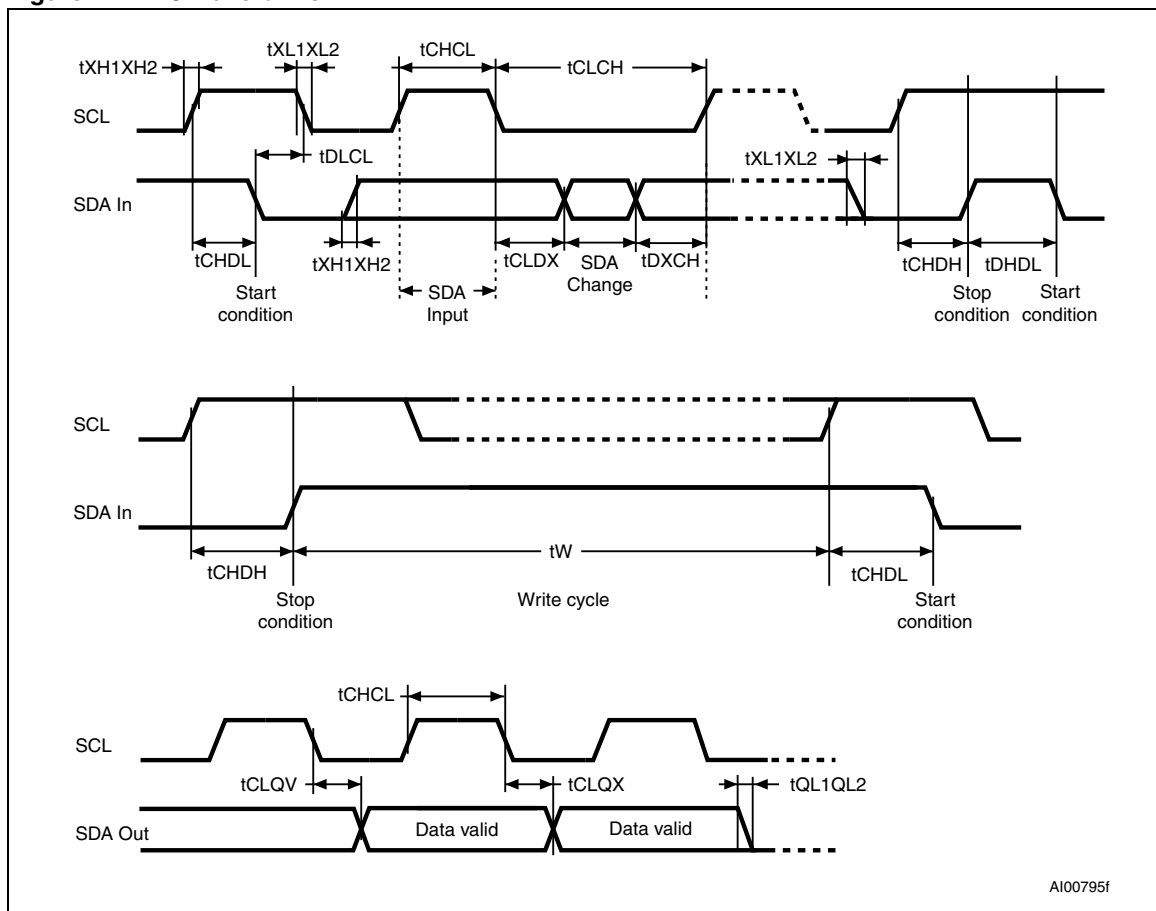 tXH1XH2
tXL1XL2
tCHCL
tCLCH
SCL
tDLCL
tXL1XL2
SDA In
tCHDL
tXH1XH2
tCLDX
SDA
Change
tDXCH
tCHDH
tDHDL
Start
condition
SDA
Input
Stop
condition
Start
condition
SCL
SDA In
tCHDH
tW
tCHDL
Stop
condition
Write cycle
Start
condition
tCHCL
SCL
tCLQV
tCLQX
tQL1QL2
SDA Out
Data valid
Data valid
AI00795f